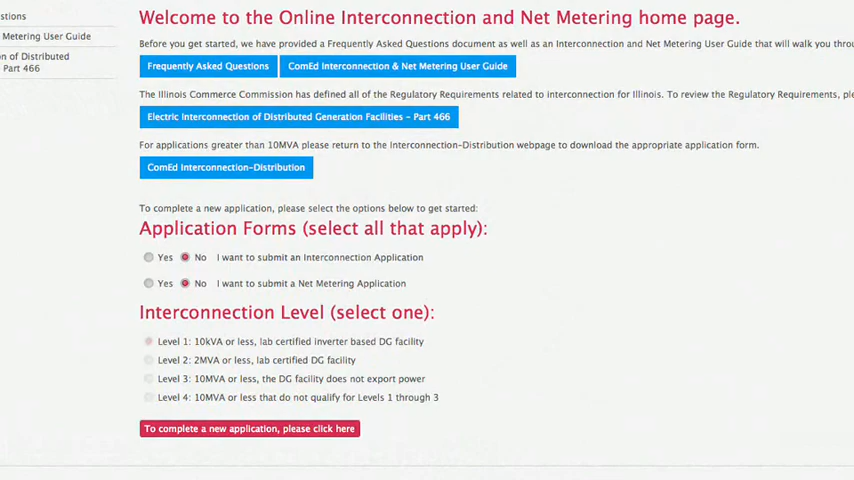 stions
Metering User Guide
on of Distributed
Part 466
Welcome to the Online Interconnection and Net Metering home page.
Before you get started, we have provided a Frequently Asked Questions document as well as an Interconnection and Net Metering User Guide that will walk you throu
Frequently Asked Questions
ComEd Interconnection & Net Metering User Guide
The Illinois Commerce Commission has defined all of the Regulatory Requirements related to interconnection for Illinois. To review the Regulatory Requirements, ple
Electric Interconnection of Distributed Generation Facilities - Part 466
For applications greater than 10MVA please return to the Interconnection-Distribution webpage to download the appropriate application form.
ComEd Interconnection-Distribution
To complete a new application, please select the options below to get started:
Application Forms (select all that apply):
Yes No I want to submit an Interconnection Application
Yes No I want to submit a Net Metering Application
Interconnection Level (select one):
Level 1: 10kVA or less, lab certified inverter based DG facility
Level 2: 2MVA or less, lab certified DG facility
Level 3: 10MVA or less, the DG facility does not export power
Level 4: 10MVA or less that do not qualify for Levels 1 through 3
To complete a new application, please click here